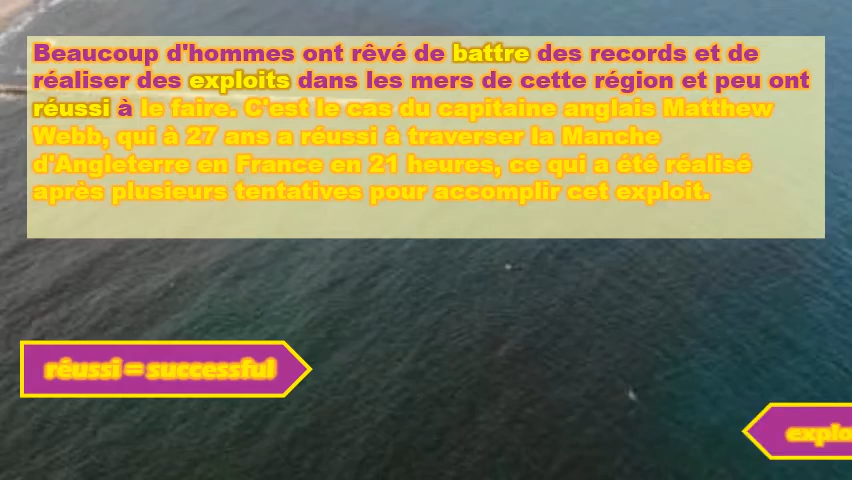 Beaucoup d'hommes ont rêvé de battre des records et de
réaliser des exploits dans les mers de cette région et peu ont
réussi à le faire. C'est le cas du capitaine anglais Matthew
Webb, qui à 27 ans a réussi à traverser la Manche
d'Angleterre en France en 21 heures, ce qui a été réalisé
après plusieurs tentatives pour accomplir cet exploit.
réussi = successful